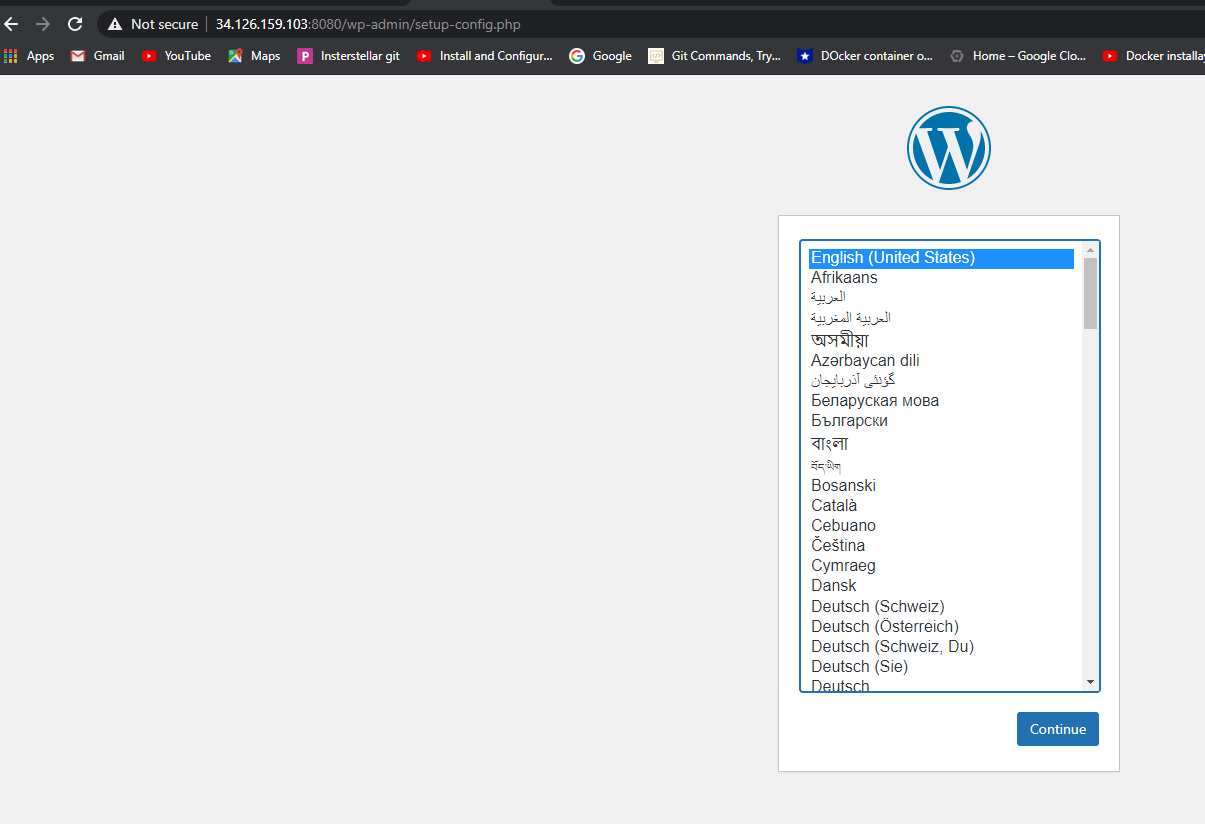 Not secure 34.126.159.103:8080/wp-admin/setup-config.php
Apps Gmail YouTube Maps Insterstellar git Install and Configur... Google Git Commands, Try... DOcker container o... Home – Google Clo... Docker installay
English (United States)
Afrikaans
العربية
العربية المغربية
অসমীয়া
Azərbaycan dili
گؤنئی آذربایجان
Беларуская мова
Български
বাংলা
བོད་ཡིག
Bosanski
Català
Cebuano
Čeština
Cymraeg
Dansk
Deutsch (Schweiz)
Deutsch (Österreich)
Deutsch (Schweiz, Du)
Deutsch (Sie)
Deutsch
Continue